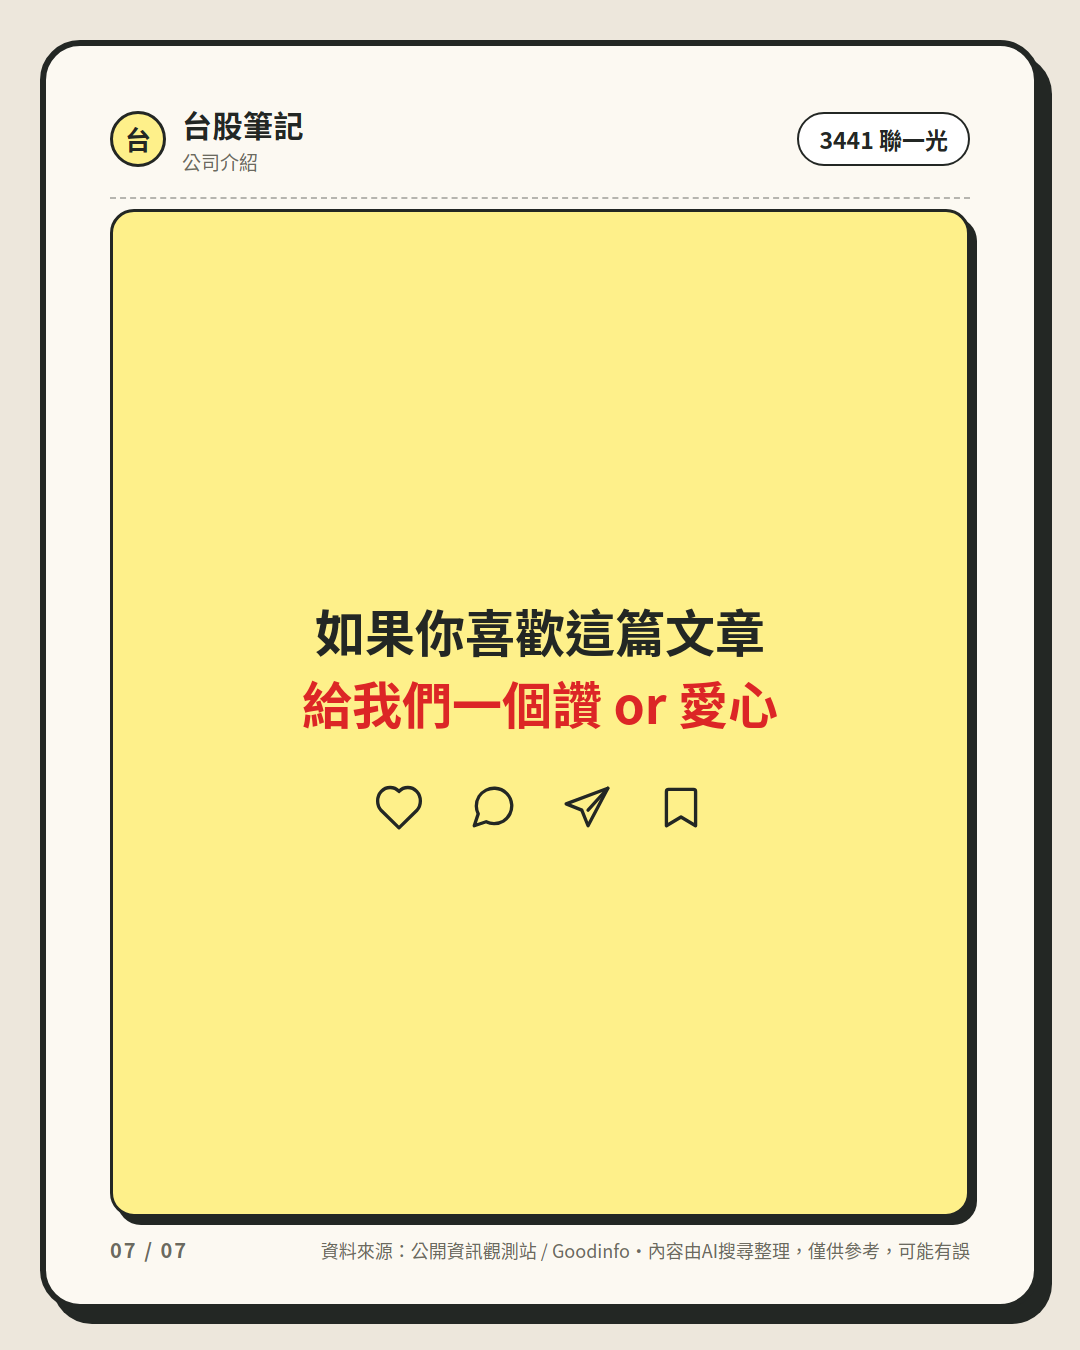 台
台股筆記
公司介紹
3441 聯一光
如果你喜歡這篇文章
給我們一個讚 or 愛心
07 / 07
資料來源：公開資訊觀測站 / Goodinfo・內容由AI搜尋整理，僅供參考，可能有誤